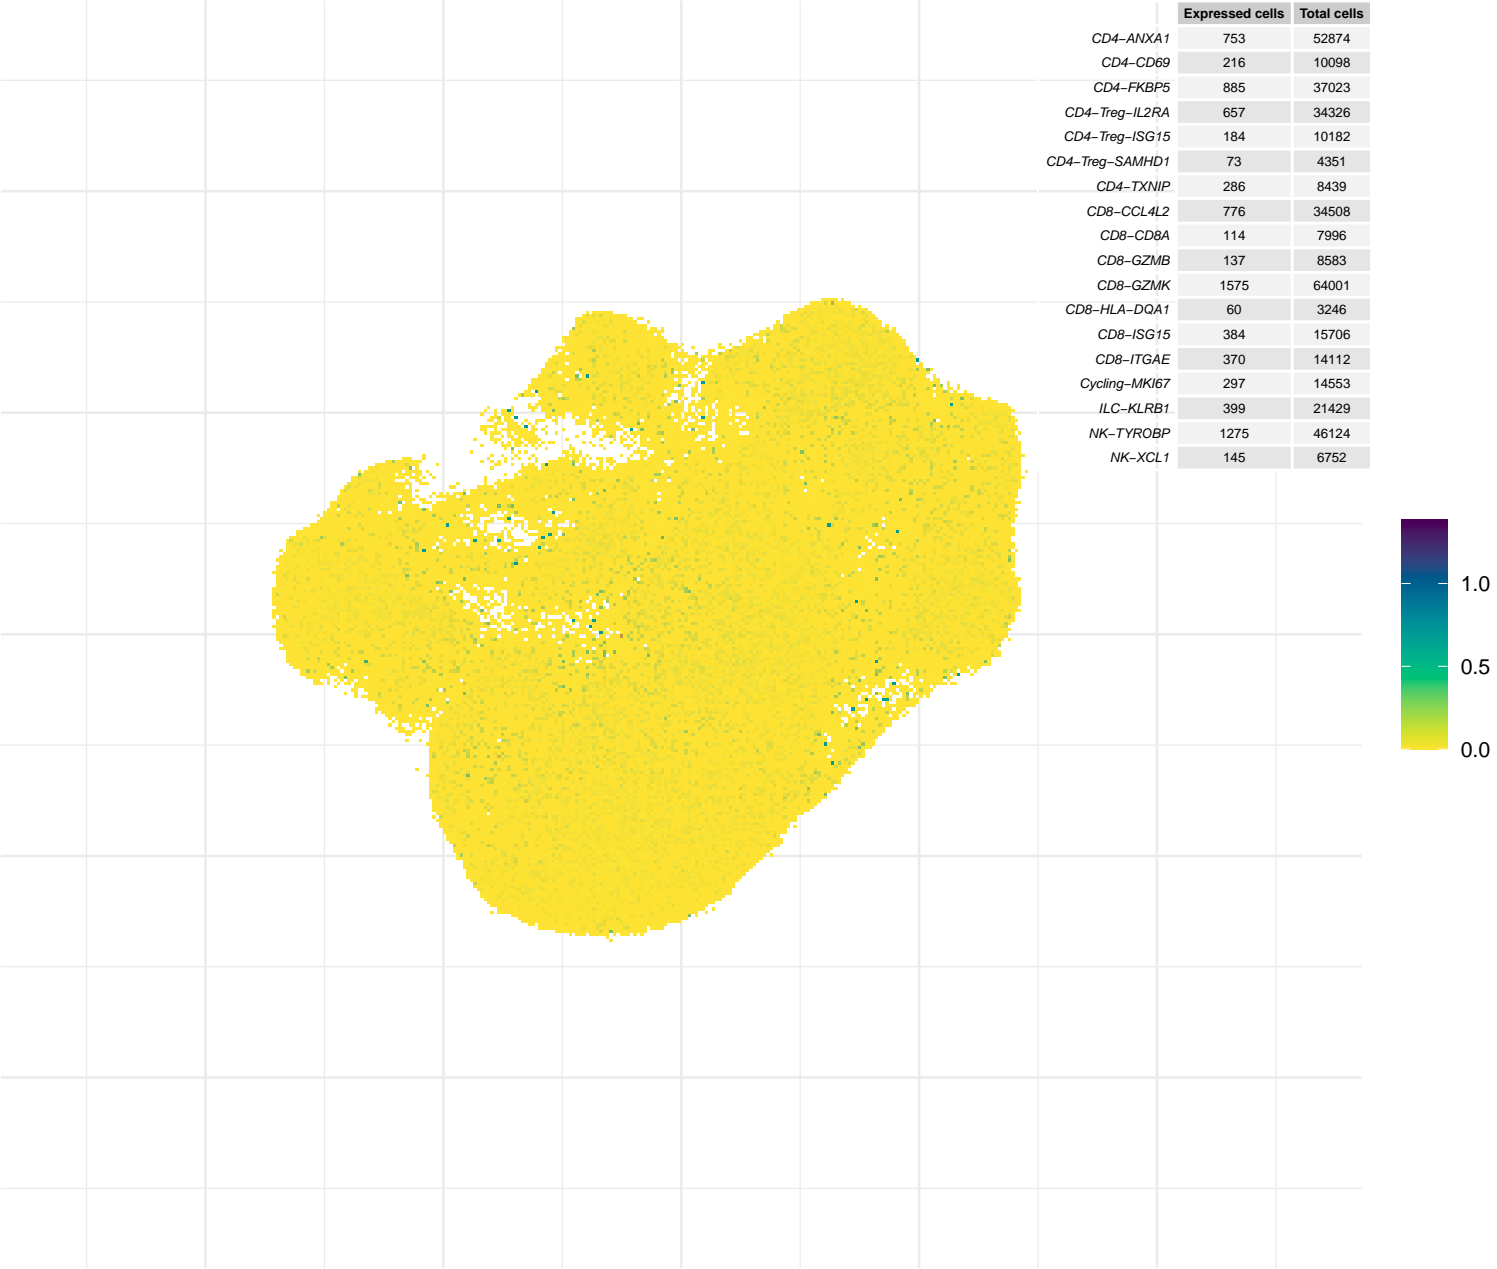 Expressed cells Total cells
CD4−ANXA1 753 52874
CD4−CD69 216 10098
CD4−FKBP5 885 37023
CD4−Treg−IL2RA 657 34326
CD4−Treg−ISG15 184 10182
CD4−Treg−SAMHD1 73 4351
CD4−TXNIP 286 8439
CD8−CCL4L2 776 34508
CD8−CD8A 114 7996
CD8−GZMB 137 8583
CD8−GZMK 1575 64001
CD8−HLA−DQA1 60 3246
CD8−ISG15 384 15706
CD8−ITGAE 370 14112
Cycling−MKI67 297 14553
ILC−KLRB1 399 21429
NK−TYROBP 1275 46124
NK−XCL1 145 6752
1.0
0.5
0.0